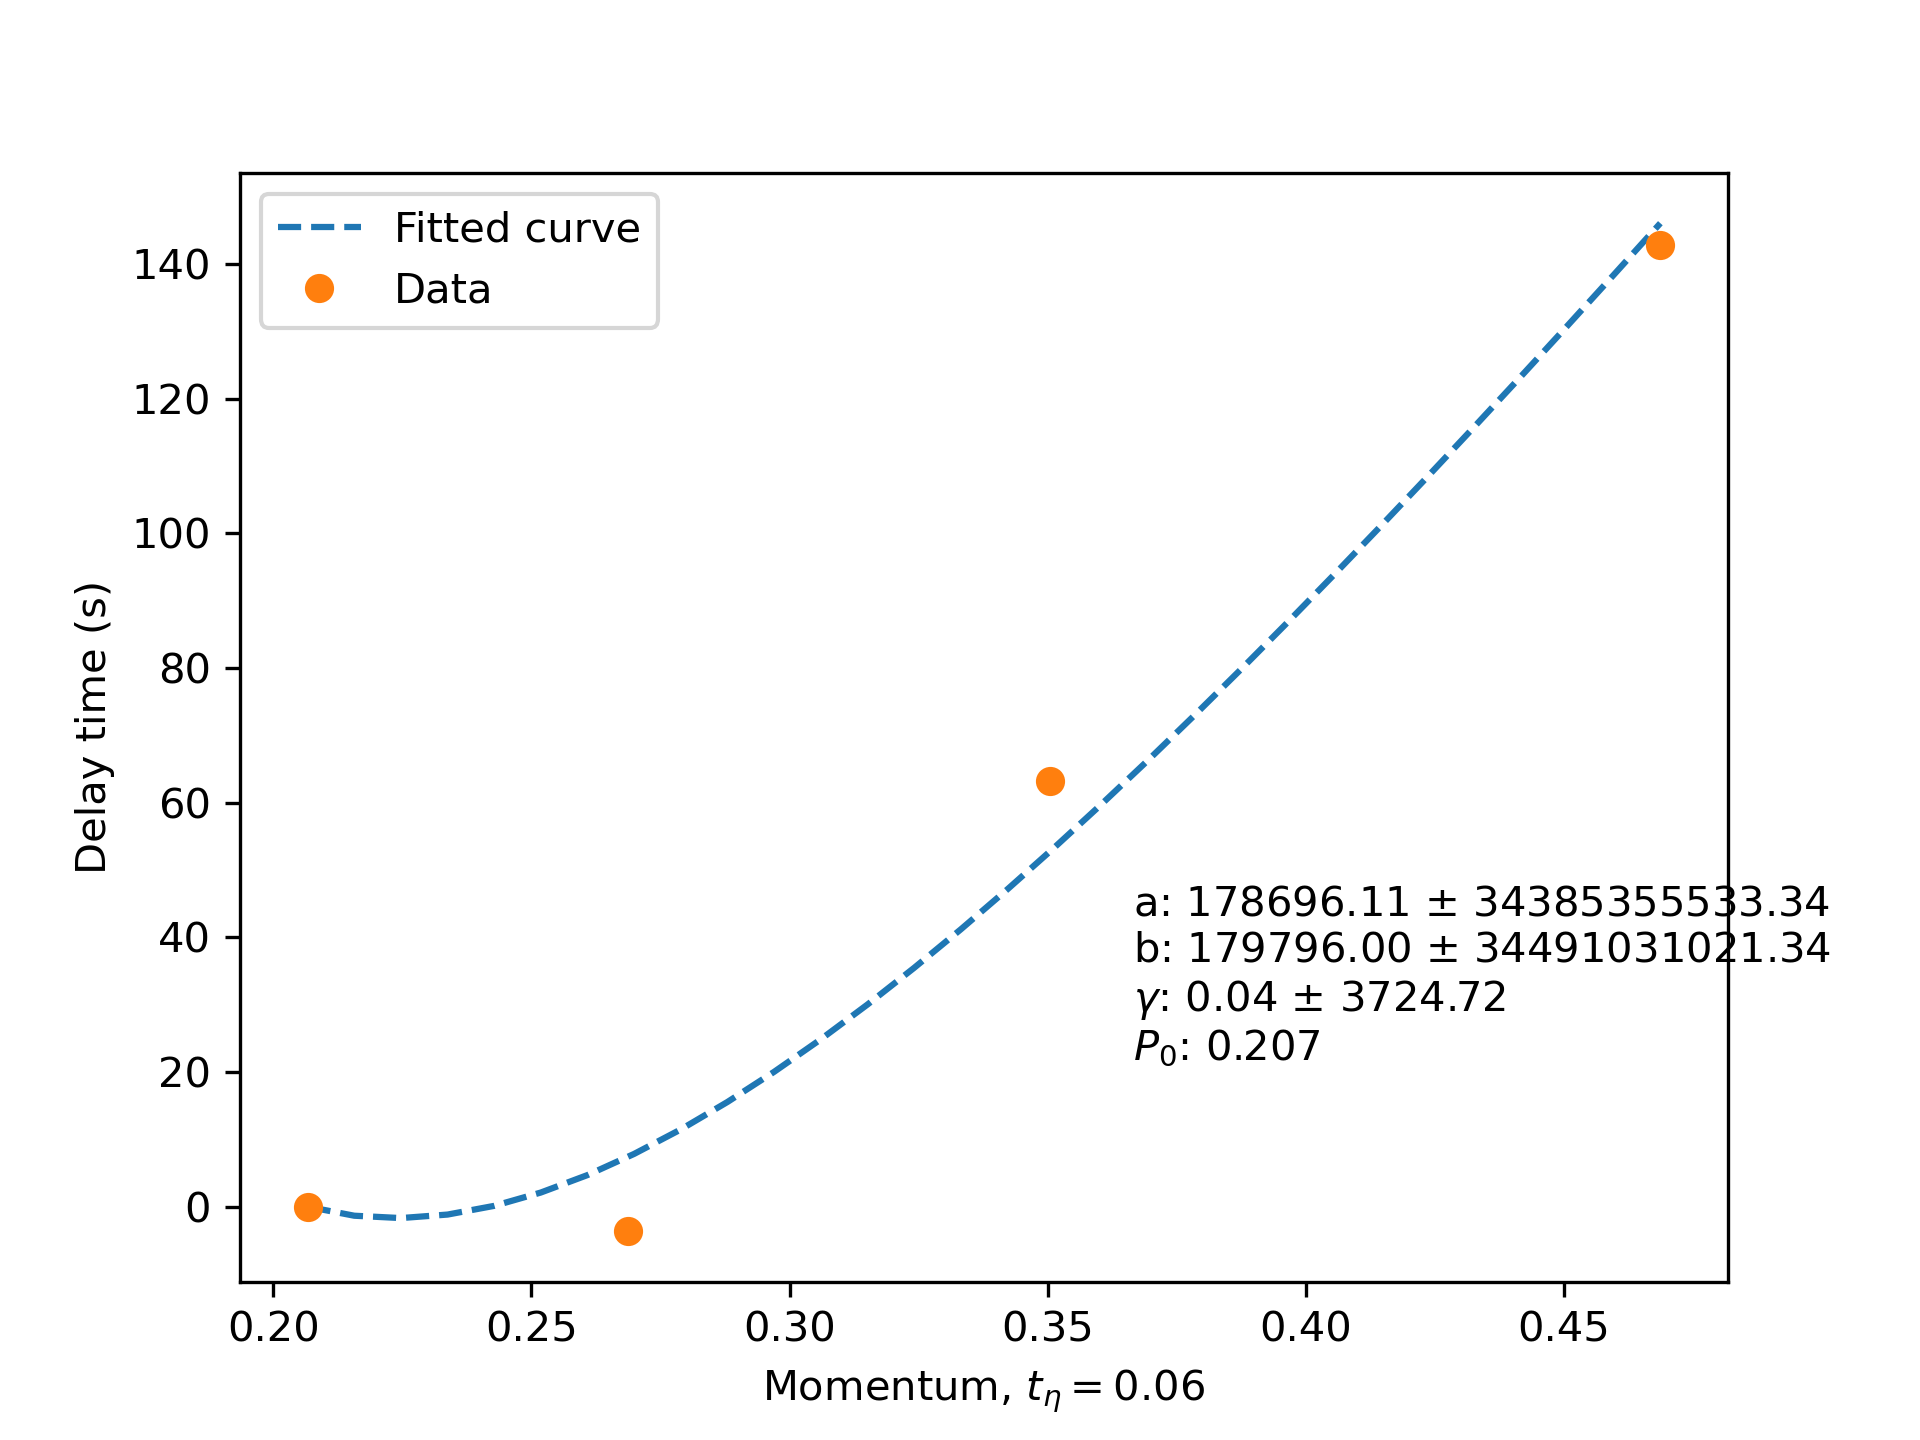 Fitted curve
Data
140
120
100
80
60
40
20
0
Delay time (s)
a: 178696.11 ± 34385355533.34
b: 179796.00 ± 34491031021.34
γ: 0.04 ± 3724.72
P₀: 0.207
0.20 0.25 0.30 0.35 0.40 0.45
Momentum, tη = 0.06